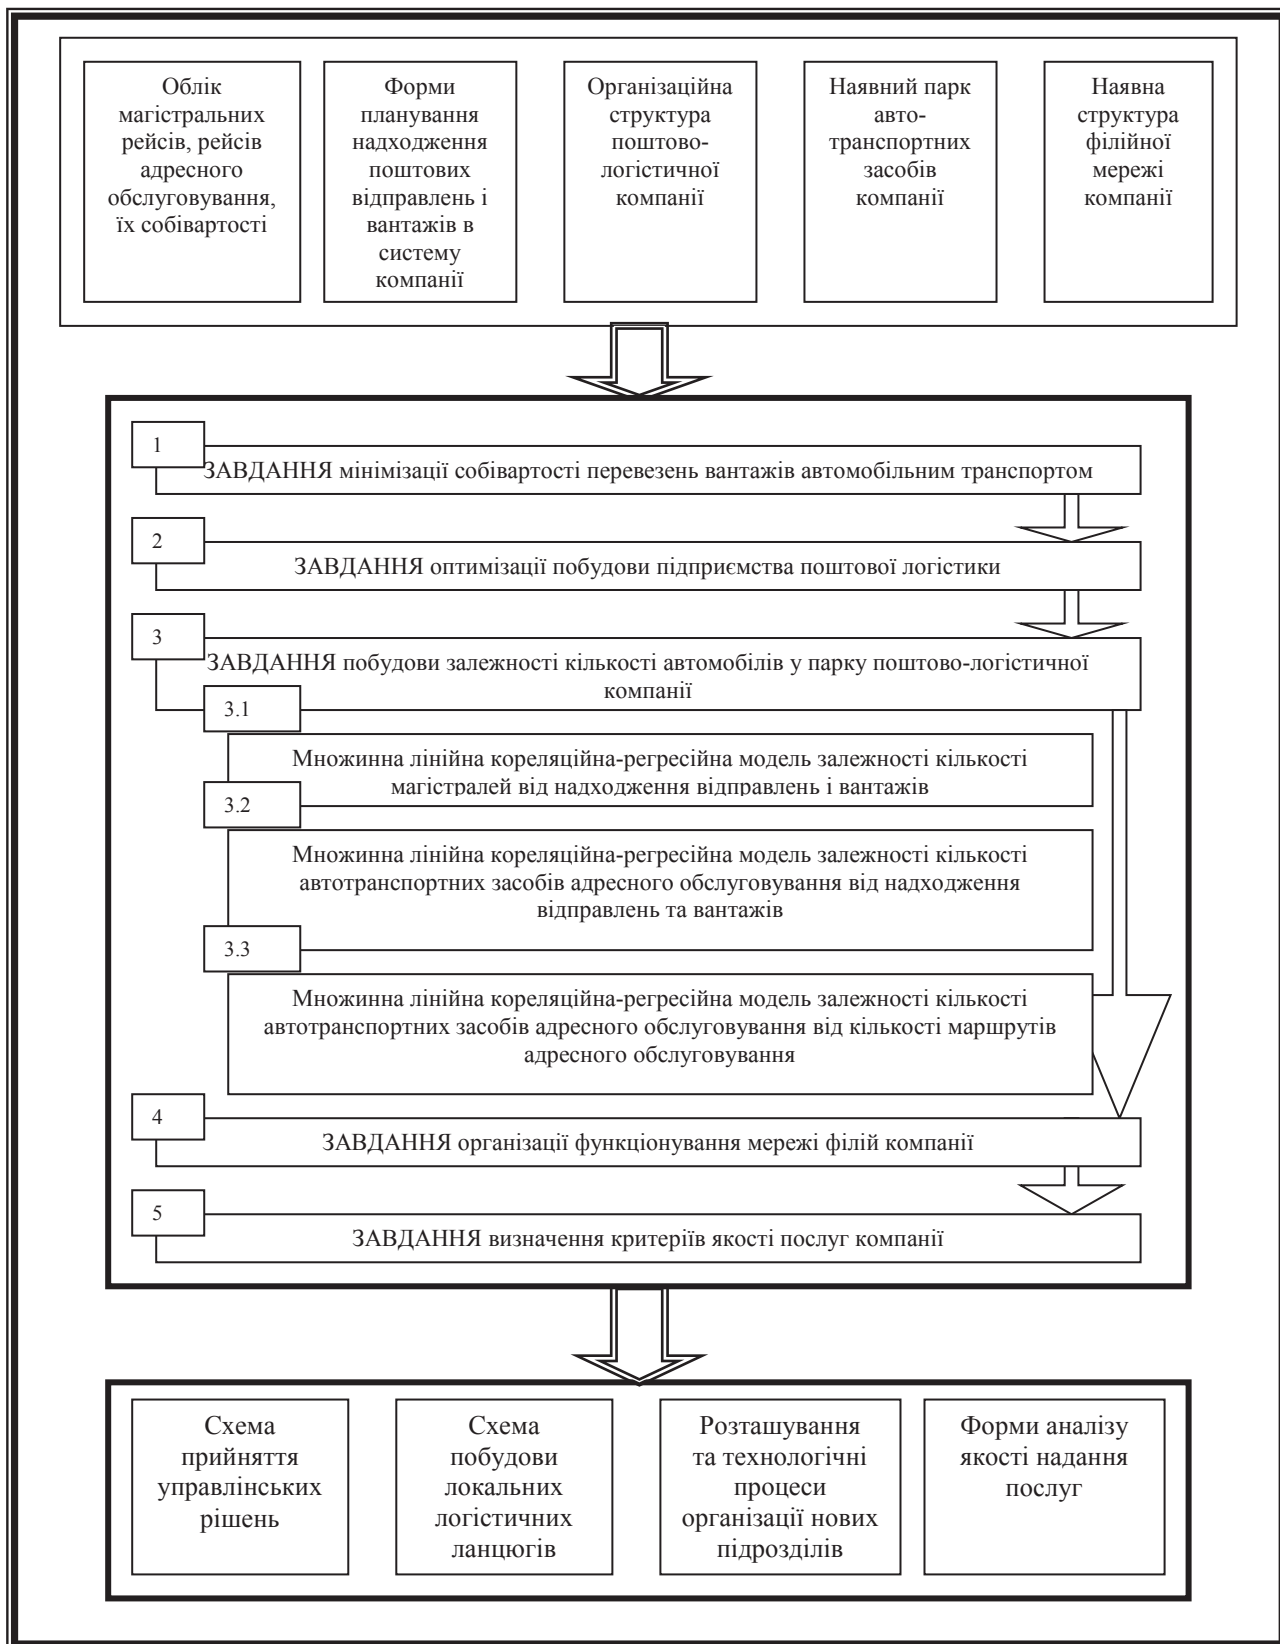 Облік
магістральних
рейсів, рейсів
адресного
обслуговування,
їх собівартості
Форми
планування
надходження
поштових
відправлень і
вантажів в
систему
компанії
Організаційна
структура
поштово-
логістичної
компанії
Наявний парк
авто-
транспортних
засобів
компанії
Наявна
структура
філійної
мережі
компанії
1
ЗАВДАННЯ мінімізації собівартості перевезень вантажів автомобільним транспортом
2
ЗАВДАННЯ оптимізації побудови підприємства поштової логістики
3
ЗАВДАННЯ побудови залежності кількості автомобілів у парку поштово-логістичної
компанії
3.1
Множинна лінійна кореляційна-регресійна модель залежності кількості
магістралей від надходження відправлень і вантажів
3.2
Множинна лінійна кореляційна-регресійна модель залежності кількості
автотранспортних засобів адресного обслуговування від надходження
відправлень та вантажів
3.3
Множинна лінійна кореляційна-регресійна модель залежності кількості
автотранспортних засобів адресного обслуговування від кількості маршрутів
адресного обслуговування
4
ЗАВДАННЯ організації функціонування мережі філій компанії
5
ЗАВДАННЯ визначення критеріїв якості послуг компанії
Схема
прийняття
управлінських
рішень
Схема
побудови
локальних
логістичних
ланцюгів
Розташування
та технологічні
процеси
організації нових
підрозділів
Форми аналізу
якості надання
послуг